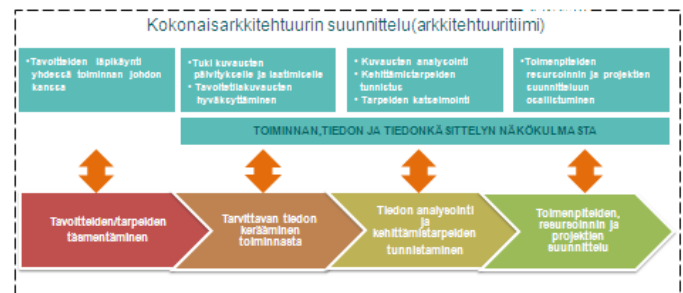 Kokonaisarkkitehtuurin suunnittelu(arkkitehtuuritiimi)
•Tavoitteiden läpikäynti
yhdessä toiminnan johdon
kanssa
•Tuki kuvausten
päivitykselle ja laatimiselle
• Tavoitetilakuvausten
hyväksyttäminen
• Kuvausten analysointi
• Kehittämistarpeiden
tunnistus
• Tarpeiden katselmointi
•Toimenpiteiden
resursoinnin ja projektien
suunnitteluun
osallistuminen
TOIMINNAN,TIEDON JA TIEDONKÄSITTELYN NÄKÖKULMASTA
Tavoitteiden/tarpeiden
täsmentäminen
Tarvittavan tiedon
kerääminen
toiminnasta
Tiedon analysointi
ja
kehittämistarpeiden
tunnistaminen
Toimenpiteiden,
resursoinnin ja
projektien
suunnittelu